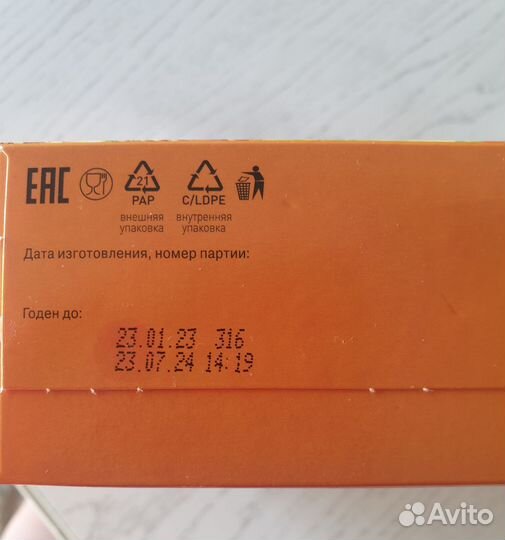 EAC
21
PAP
C/LDPE
внешняя
упаковка
внутренняя
упаковка
Дата изготовления, номер партии:
Годен до:
23.01.23 316
23.07.24 14:19
Avito